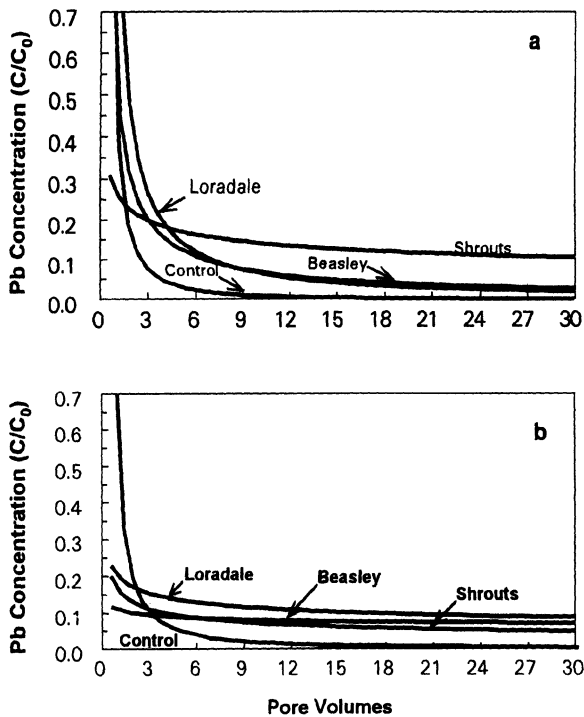 Pb Concentration (C/C0)
0.7
0.6
0.5
0.4
0.3
0.2
0.1
0.0
a
Loradale
Shrouts
Control
Beasley
0 3 6 9 12 15 18 21 24 27 30
Pb Concentration (C/C0)
0.7
0.6
0.5
0.4
0.3
0.2
0.1
0.0
b
Loradale
Beasley
Shrouts
Control
0 3 6 9 12 15 18 21 24 27 30
Pore Volumes